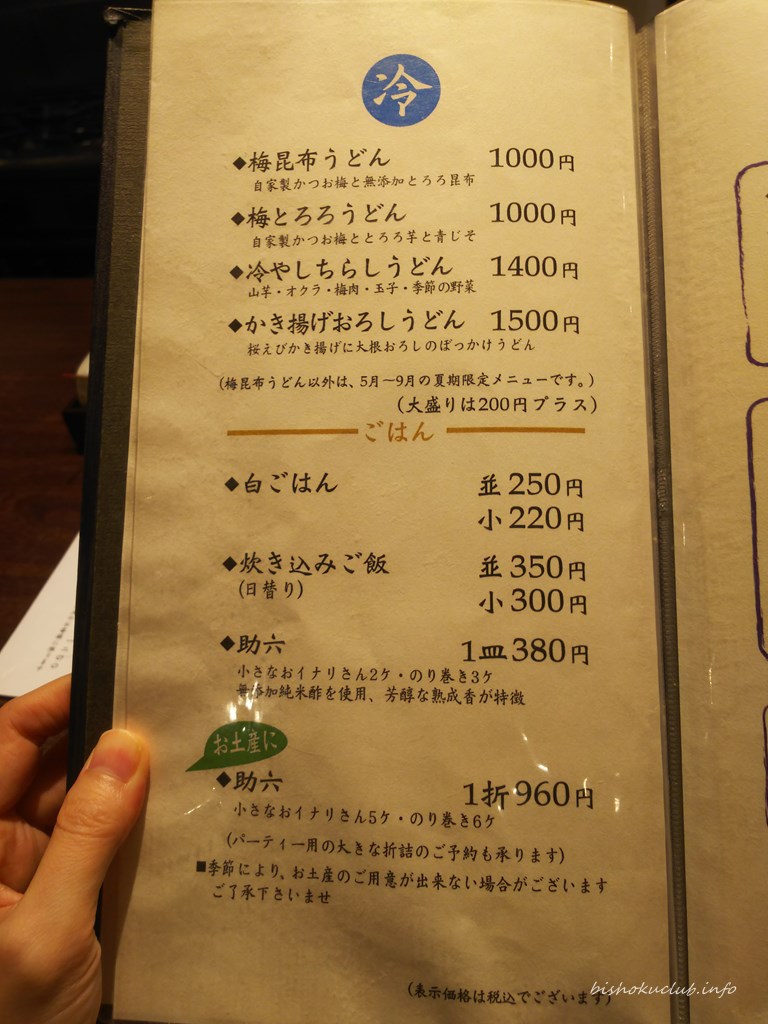 冷
◆梅昆布うどん 1000円
自家製かつお梅と無添加とろろ昆布
◆梅とろろうどん 1000円
自家製かつお梅ととろろ芋と青じそ
◆冷やしちらしうどん 1400円
山芋・オクラ・梅肉・玉子・季節の野菜
◆かき揚げおろしうどん 1500円
桜えびかき揚げに大根おろしのぼっかけうどん
(梅昆布うどん以外は、5月〜9月の夏期限定メニューです。)
(大盛りは200円プラス)
ごはん
◆白ごはん 並250円
小220円
◆炊き込みご飯 並350円
(日替り) 小300円
◆助六 1皿380円
小さなおイナリさん2ケ・のり巻き3ケ
無添加純米酢を使用、芳醇な熟成香が特徴
お土産に
◆助六 1折960円
小さなおイナリさん5ケ・のり巻き6ケ
(パーティー用の大きな折詰のご予約も承ります)
■季節により、お土産のご用意が出来ない場合がございます
ご了承下さいませ
(表示価格は税込でございます)
bishokuclub.info